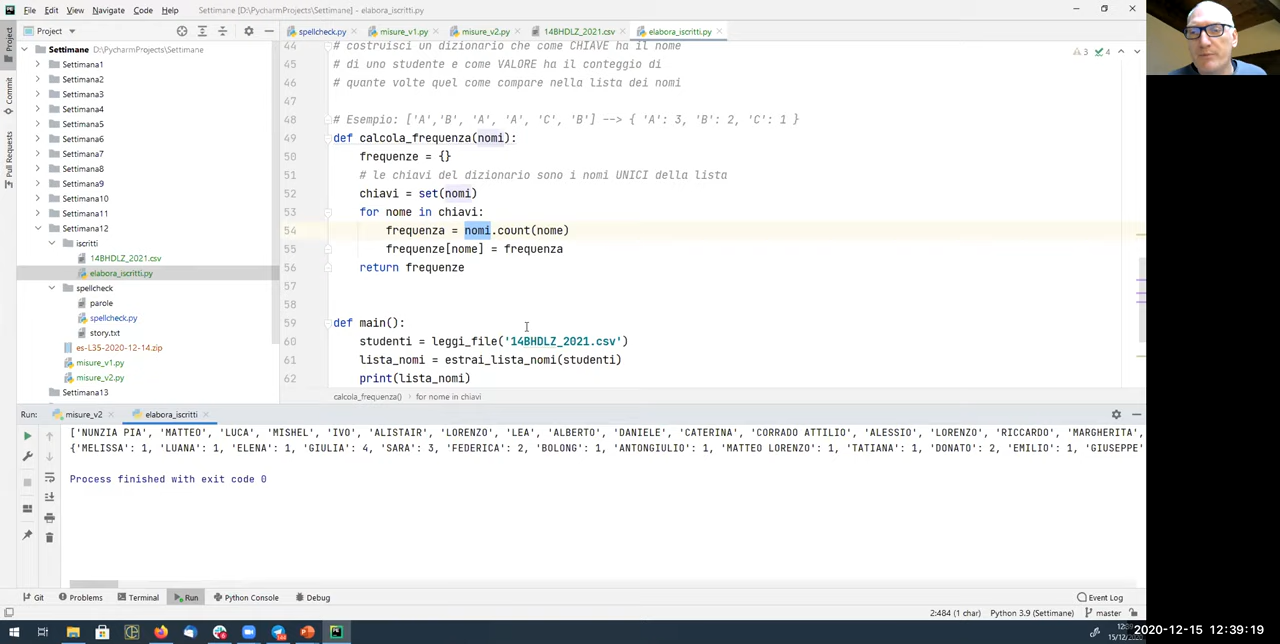 File Edit View Navigate Code Help Settimane [D:\PycharmProjects\Settimane] - elabora_iscritti.py
Project
spellcheck.py misure_v1.py misure_v2.py 14BHDLZ_2021.csv elabora_iscritti.py
Settimane D:\PycharmProjects\Settimane
Settimana1
Settimana2
Settimana3
Settimana4
Settimana5
Settimana6
Settimana7
Settimana8
Settimana9
Settimana10
Settimana11
Settimana12
iscritti
14BHDLZ_2021.csv
elabora_iscritti.py
spellcheck
parole
spellcheck.py
story.txt
es-L35-2020-12-14.zip
misure_v1.py
misure_v2.py
Settimana13
Project
Commit
Pull Requests
3 4
44 # costruisci un dizionario che come CHIAVE ha il nome
45 # di uno studente e come VALORE ha il conteggio di
46 # quante volte quel come compare nella lista dei nomi
47
48 # Esempio: ['A','B', 'A', 'A', 'C', 'B'] --> { 'A': 3, 'B': 2, 'C': 1 }
49 def calcola_frequenza(nomi):
50 frequenze = {}
51 # le chiavi del dizionario sono i nomi UNICI della lista
52 chiavi = set(nomi)
53 for nome in chiavi:
54 frequenza = nomi.count(nome)
55 frequenze[nome] = frequenza
56 return frequenze
57
58
59 def main():
60 studenti = leggi_file('14BHDLZ_2021.csv')
61 lista_nomi = estrai_lista_nomi(studenti)
62 print(lista_nomi)
calcola_frequenza() for nome in chiavi
Run: misure_v2 elabora_iscritti
['NUNZIA PIA', 'MATTEO', 'LUCA', 'MISHEL', 'IVO', 'ALISTAIR', 'LORENZO', 'LEA', 'ALBERTO', 'DANIELE', 'CATERINA', 'CORRADO ATTILIO', 'ALESSIO', 'LORENZO', 'RICCARDO', 'MARGHERITA',
{'MELISSA': 1, 'LUANA': 1, 'ELENA': 1, 'GIULIA': 4, 'SARA': 3, 'FEDERICA': 2, 'BOLONG': 1, 'ANTONGIULIO': 1, 'MATTEO LORENZO': 1, 'TATIANA': 1, 'DONATO': 2, 'EMILIO': 1, 'GIUSEPPE'
Process finished with exit code 0
Git Problems Terminal Run Python Console Debug Event Log
2:484 (1 char) Python 3.9 (Settimane) master
2020-12-15 12:39:19